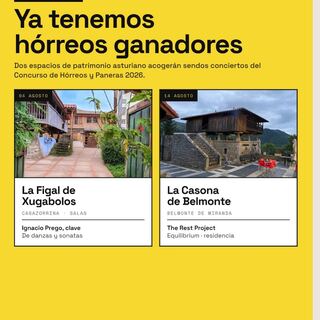 Ya tenemos
hórreos ganadores
Dos espacios de patrimonio asturiano acogerán sendos conciertos del
Concurso de Hórreos y Paneras 2026.
04 AGOSTO
La Figal de
Xugabolos
CASAZORRINA · SALAS
Ignacio Prego, clave
De danzas y sonatas
14 AGOSTO
La Casona
de Belmonte
BELMONTE DE MIRANDA
The Rest Project
Equilibrium · residencia